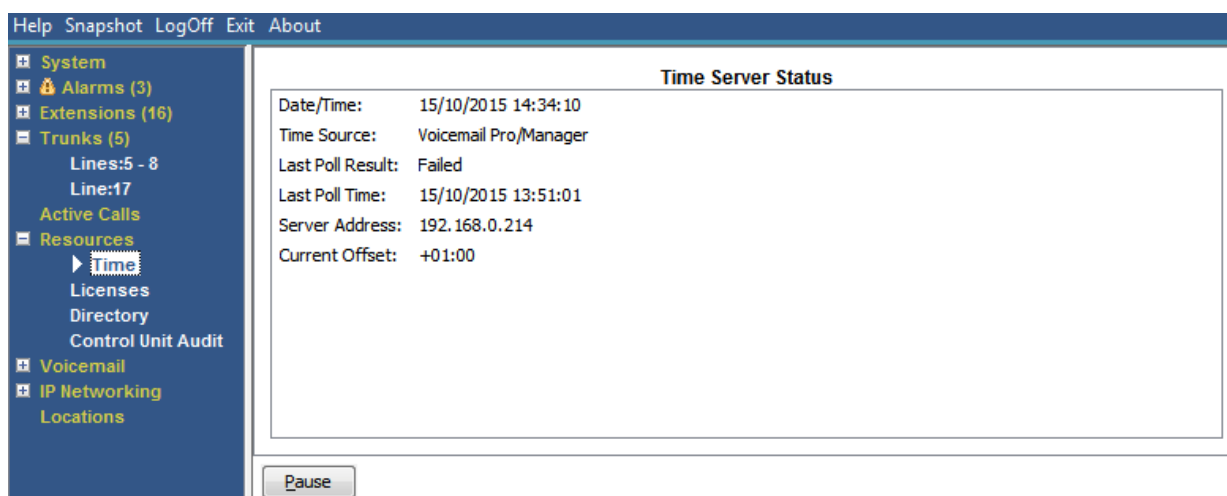 Help Snapshot LogOff Exit About
System
Alarms (3)
Extensions (16)
Trunks (5)
Lines:5 - 8
Line:17
Active Calls
Resources
Time
Licenses
Directory
Control Unit Audit
Voicemail
IP Networking
Locations
Time Server Status
Date/Time: 15/10/2015 14:34:10
Time Source: Voicemail Pro/Manager
Last Poll Result: Failed
Last Poll Time: 15/10/2015 13:51:01
Server Address: 192.168.0.214
Current Offset: +01:00
Pause